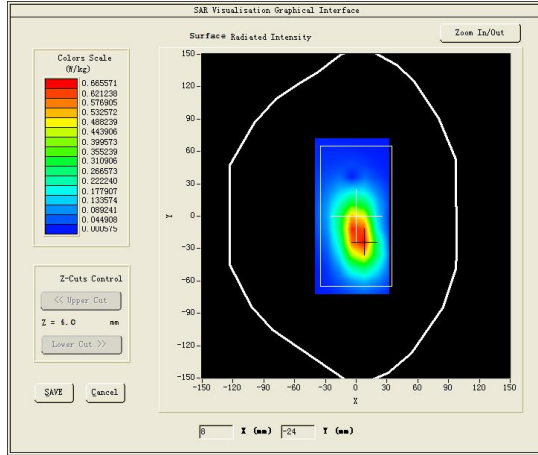 SAR Visualisation Graphical Interface
Surface Radiated Intensity
Zoom In/Out
Colors Scale
(W/kg)
0.665571
0.621238
0.576905
0.532572
0.488239
0.443906
0.399573
0.355239
0.310906
0.266573
0.222240
0.177907
0.133574
0.089241
0.044908
0.000575
Z-Cuts Control
<< Upper Cut
Z = 4.0 mm
Lower Cut >>
SAVE
Cancel
150
120
90
60
30
0
-30
-60
-90
-120
-150
Y
-150 -120 -90 -60 -30 0 30 60 90 120 150
X
8 X (mm) -24 Y (mm)